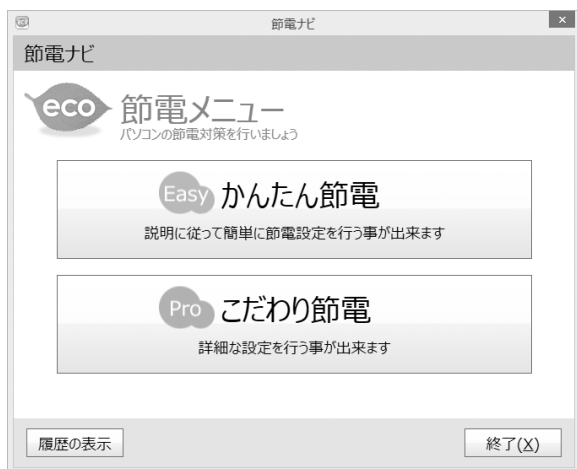 節電ナビ
節電ナビ
eco 節電メニュー
パソコンの節電対策を行いましょう
Easy かんたん節電
説明に従って簡単に節電設定を行う事が出来ます
Pro こだわり節電
詳細な設定を行う事が出来ます
履歴の表示 終了(X)